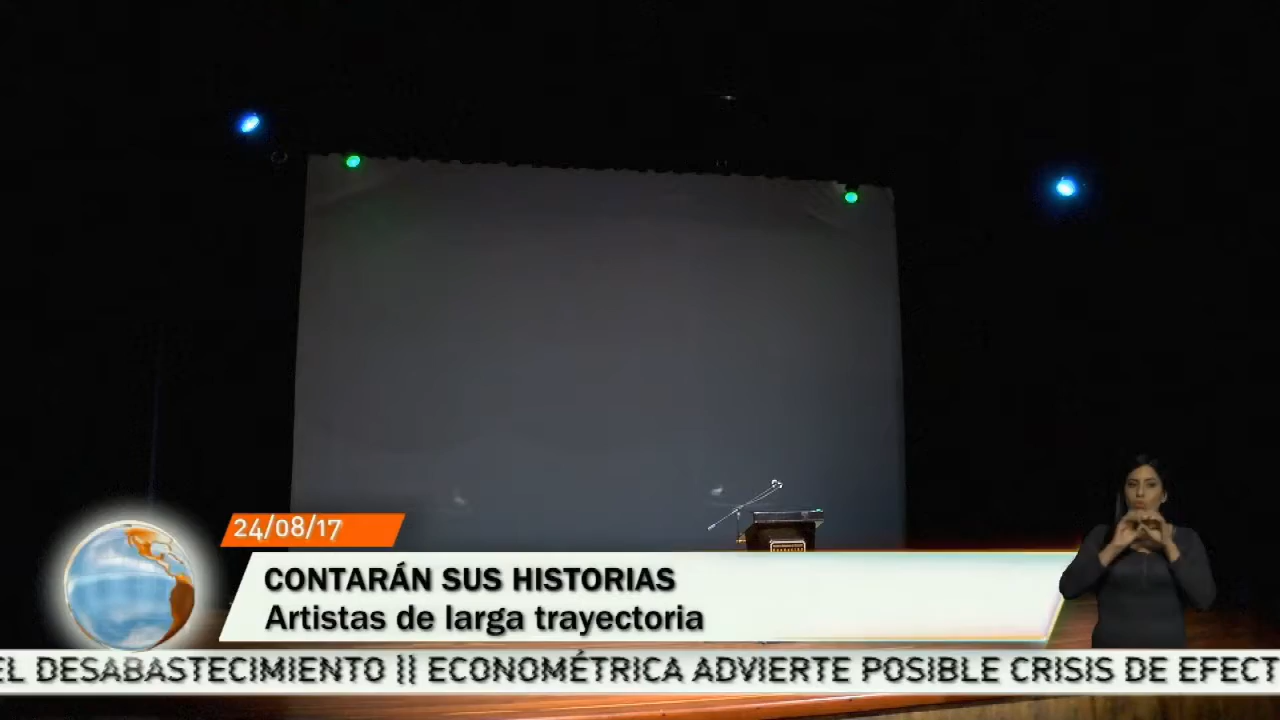 24/08/17
CONTARÁN SUS HISTORIAS
Artistas de larga trayectoria
EL DESABASTECIMIENTO || ECONOMÉTRICA ADVIERTE POSIBLE CRISIS DE EFECT